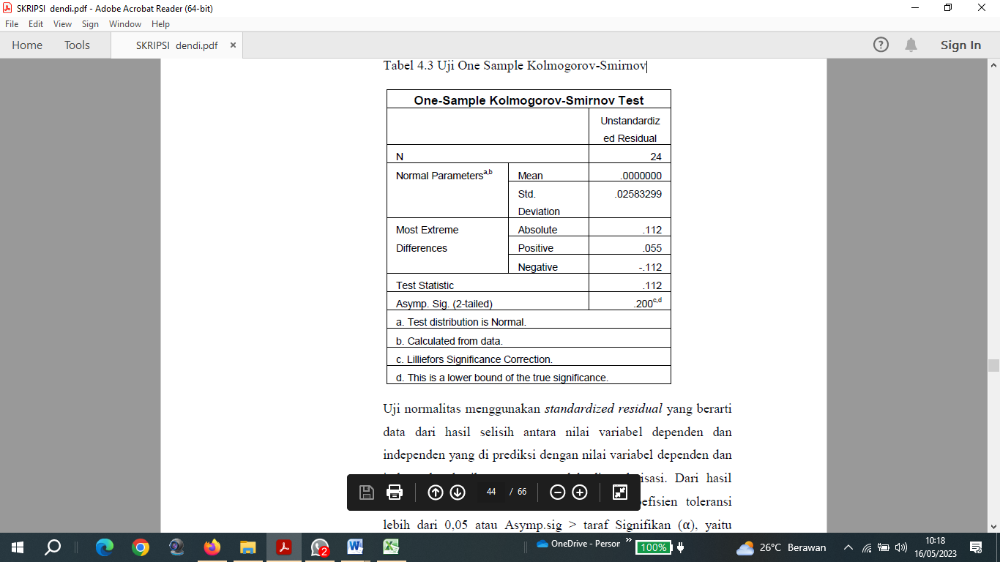 SKRIPSI dendi.pdf - Adobe Acrobat Reader (64-bit)
File Edit View Sign Window Help
Home Tools SKRIPSI dendi.pdf × ? Sign In
Tabel 4.3 Uji One Sample Kolmogorov-Smirnov
One-Sample Kolmogorov-Smirnov Test
Unstandardiz
ed Residual
N 24
Normal Parametersa,b Mean .0000000
Std. .02583299
Deviation
Most Extreme Absolute .112
Differences Positive .055
Negative -.112
Test Statistic .112
Asymp. Sig. (2-tailed) .200c,d
a. Test distribution is Normal.
b. Calculated from data.
c. Lilliefors Significance Correction.
d. This is a lower bound of the true significance.
Uji normalitas menggunakan standardized residual yang berarti
data dari hasil selisih antara nilai variabel dependen dan
independen yang di prediksi dengan nilai variabel dependen dan
isasi. Dari hasil
44 / 66
efisien toleransi
lebih dari 0,05 atau Asymp.sig > taraf Signifikan (α), yaitu
2 OneDrive - Person » 100% 26°C Berawan 10:18
16/05/2023